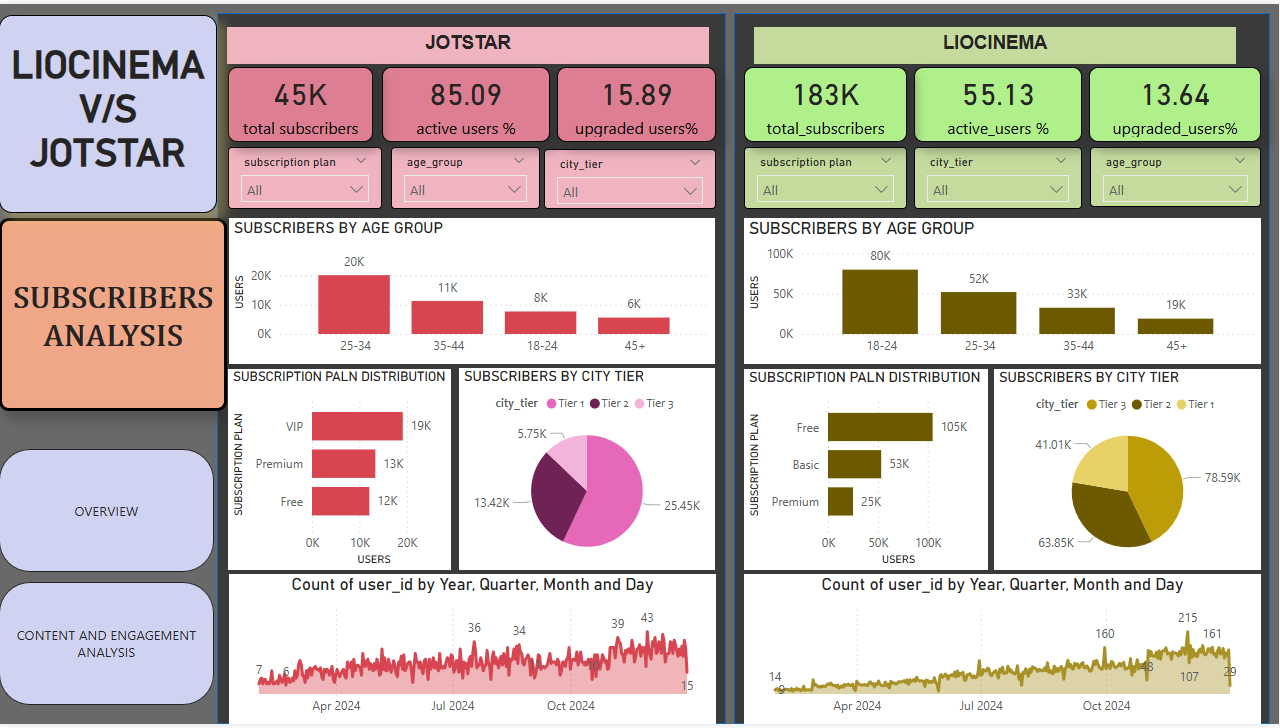 LIOCINEMA
V/S
JOTSTAR
SUBSCRIBERS
ANALYSIS
OVERVIEW
CONTENT AND ENGAGEMENT
ANALYSIS
JOTSTAR
45K
total subscribers
85.09
active users %
15.89
upgraded users%
subscription plan
All
age_group
All
city_tier
All
SUBSCRIBERS BY AGE GROUP
USERS
20K
10K
0K
20K
11K
8K
6K
25-34
35-44
18-24
45+
SUBSCRIPTION PALN DISTRIBUTION
SUBSCRIPTION PLAN
VIP
19K
Premium
13K
Free
12K
0K
10K
20K
USERS
SUBSCRIBERS BY CITY TIER
city_tier
Tier 1
Tier 2
Tier 3
5.75K
13.42K
25.45K
Count of user_id by Year, Quarter, Month and Day
7
6
36
34
39
43
15
Apr 2024
Jul 2024
Oct 2024
LIOCINEMA
183K
total_subscribers
55.13
active_users %
13.64
upgraded_users%
subscription plan
All
city_tier
All
age_group
All
SUBSCRIBERS BY AGE GROUP
USERS
100K
50K
0K
80K
52K
33K
19K
18-24
25-34
35-44
45+
SUBSCRIPTION PALN DISTRIBUTION
SUBSCRIPTION PLAN
Free
105K
Basic
53K
Premium
25K
0K
50K
100K
USERS
SUBSCRIBERS BY CITY TIER
city_tier
Tier 3
Tier 2
Tier 1
41.01K
78.59K
63.85K
Count of user_id by Year, Quarter, Month and Day
14
9
160
48
215
161
107
29
Apr 2024
Jul 2024
Oct 2024